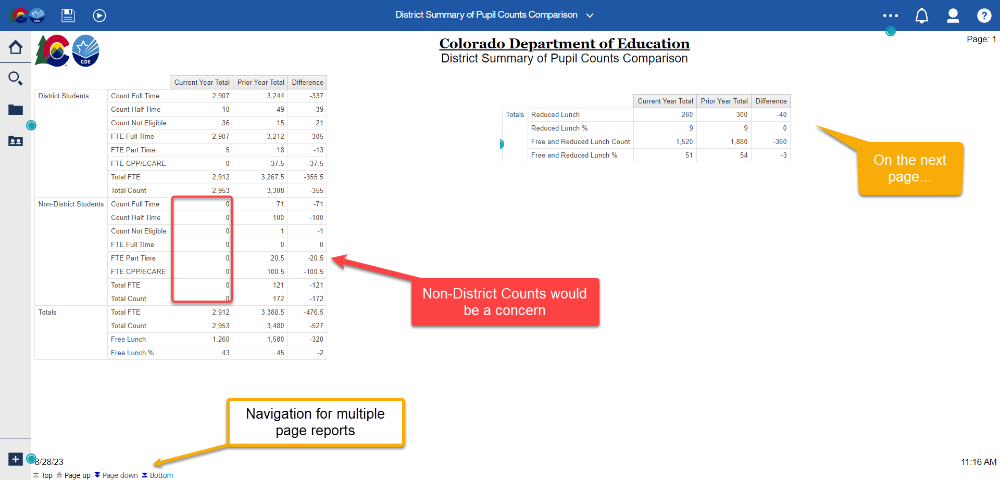 District Summary of Pupil Counts Comparison
CDE
?
CDE
Colorado Department of Education
District Summary of Pupil Counts Comparison
Page: 1
Current Year Total Prior Year Total Difference
District Students Count Full Time 2,907 3,244 -337
Count Half Time 10 49 -39
Count Not Eligible 36 15 21
FTE Full Time 2,907 3,212 -305
FTE Part Time 5 18 -13
FTE CPP/ECARE 0 37.5 -37.5
Total FTE 2,912 3,267.5 -355.5
Total Count 2,953 3,308 -355
Non-District Students Count Full Time 0 71 -71
Count Half Time 0 100 -100
Count Not Eligible 0 1 -1
FTE Full Time 0 0 0
FTE Part Time 0 20.5 -20.5
FTE CPP/ECARE 0 100.5 -100.5
Total FTE 0 121 -121
Total Count 0 172 -172
Totals Total FTE 2,912 3,388.5 -476.5
Total Count 2,953 3,480 -527
Free Lunch 1,260 1,580 -320
Free Lunch % 43 45 -2
Current Year Total Prior Year Total Difference
Totals Reduced Lunch 260 300 -40
Reduced Lunch % 9 9 0
Free and Reduced Lunch Count 1,520 1,880 -360
Free and Reduced Lunch % 51 54 -3
On the next
page...
Non-District Counts would
be a concern
Navigation for multiple
page reports
8/28/23
11:16 AM
Top Page up Page down Bottom